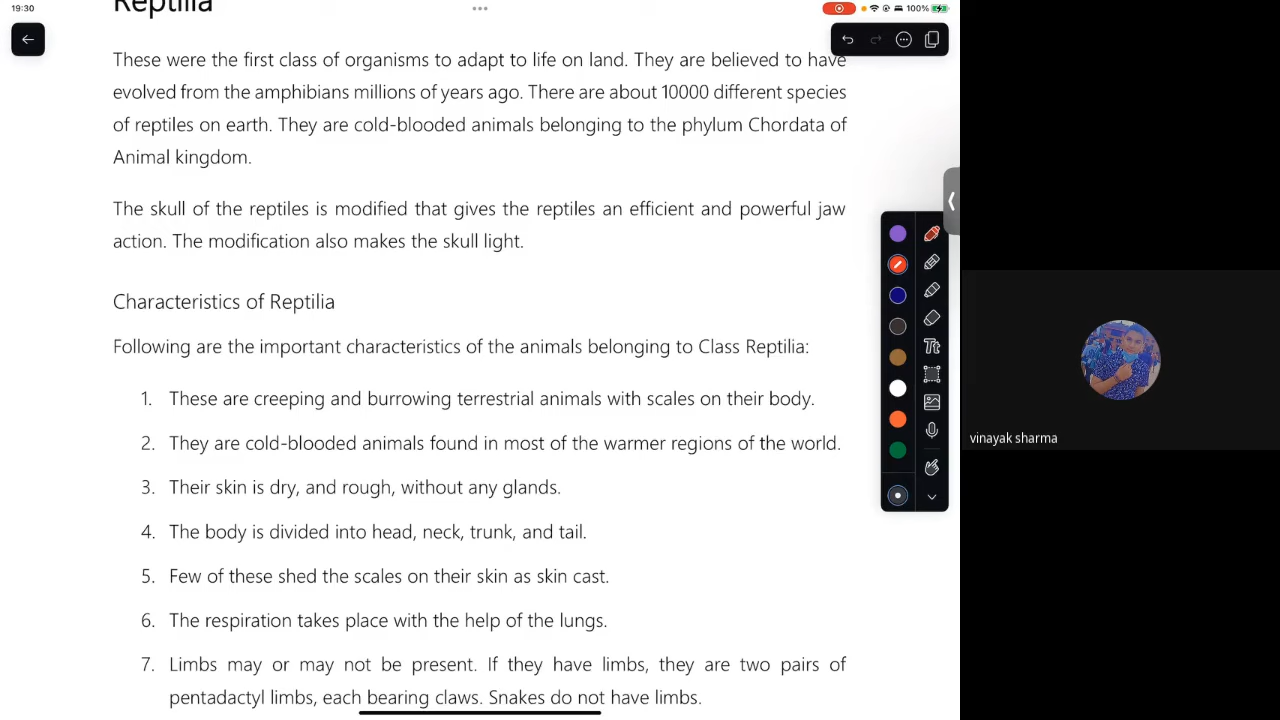 19:30
100%
Reptilia
These were the first class of organisms to adapt to life on land. They are believed to have
evolved from the amphibians millions of years ago. There are about 10000 different species
of reptiles on earth. They are cold-blooded animals belonging to the phylum Chordata of
Animal kingdom.
The skull of the reptiles is modified that gives the reptiles an efficient and powerful jaw
action. The modification also makes the skull light.
Characteristics of Reptilia
Following are the important characteristics of the animals belonging to Class Reptilia:
1. These are creeping and burrowing terrestrial animals with scales on their body.
2. They are cold-blooded animals found in most of the warmer regions of the world.
3. Their skin is dry, and rough, without any glands.
4. The body is divided into head, neck, trunk, and tail.
5. Few of these shed the scales on their skin as skin cast.
6. The respiration takes place with the help of the lungs.
7. Limbs may or may not be present. If they have limbs, they are two pairs of
pentadactyl limbs, each bearing claws. Snakes do not have limbs.
Tt
vinayak sharma